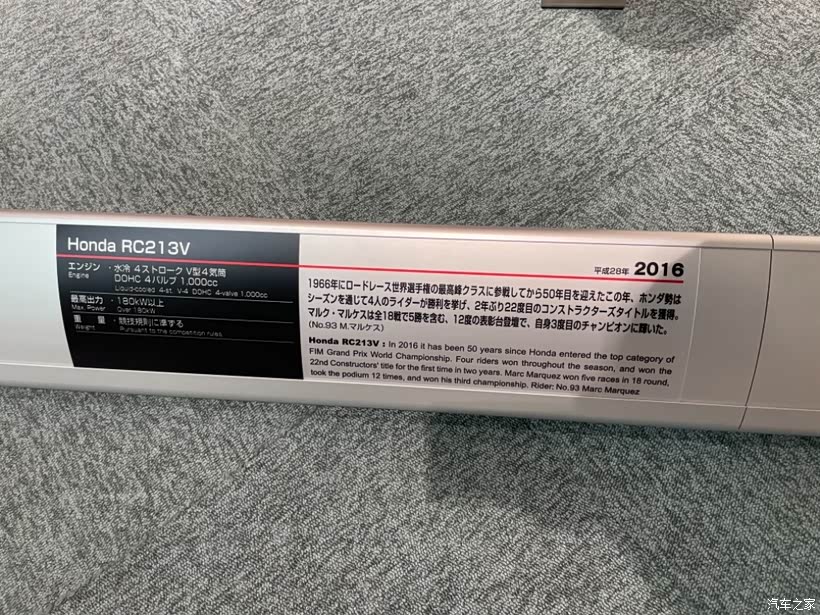 Honda RC213V
エンジン ・水冷 4ストローク V型4気筒
Engine DOHC 4バルブ 1,000cc
Liquid-cooled 4-st. V-4 DOHC 4-valve 1,000cc
最高出力 ・180kW以上
Max. Power Over 180kW
重量 ・競技規則に準ずる
Weight Pursuant to the competition rules
平成28年 2016
1966年にロードレース世界選手権の最高峰クラスに参戦してから50年目を迎えたこの年、ホンダ勢は
シーズンを通じて4人のライダーが勝利を挙げ、2年ぶり22度目のコンストラクターズタイトルを獲得。
マルク・マルケスは全18戦で5勝を含む、12度の表彰台登壇で、自身3度目のチャンピオンに輝いた。
(No.93 M.マルケス)
Honda RC213V : In 2016 it has been 50 years since Honda entered the top category of
FIM Grand Prix World Championship. Four riders won throughout the season, and won the
22nd Constructors' title for the first time in two years. Marc Marquez won five races in 18 round,
took the podium 12 times, and won his third championship. Rider: No.93 Marc Marquez
汽车之家